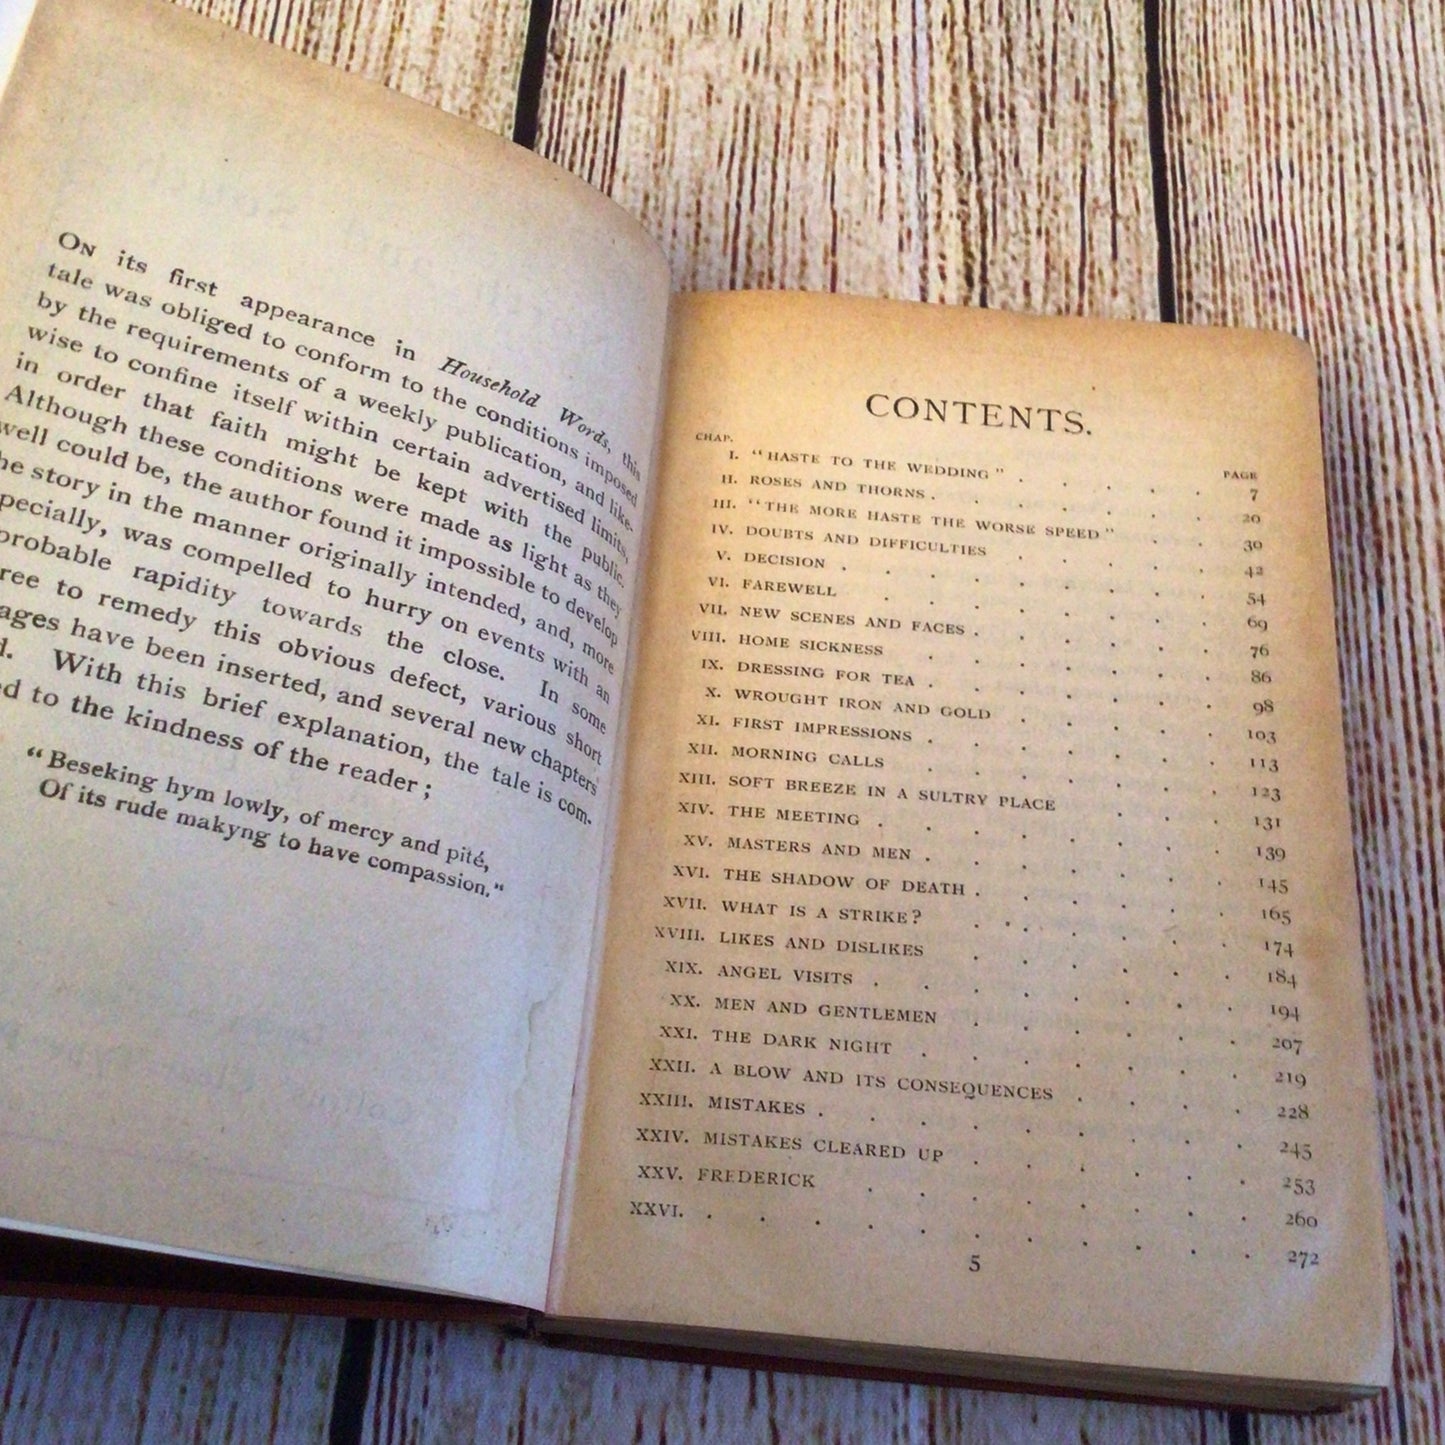 ON its first appearance in Household Words, this
tale was obliged to conform to the conditions imposed
by the requirements of a weekly publication, and like-
wise to confine itself within certain advertised limits,
in order that faith might be kept with the public.
Although these conditions were made as light as they
well could be, the author found it impossible to develop
he story in the manner originally intended, and, more
pecially, was compelled to hurry on events with an
probable rapidity towards the close. In some
ree to remedy this obvious defect, various short
ages have been inserted, and several new chapters
d. With this brief explanation, the tale is com-
ed to the kindness of the reader;
"Beseking hym lowly, of mercy and pité,
Of its rude makyng to have compassion."
CONTENTS.
CHAP. PAGE
I. "HASTE TO THE WEDDING" . . . . . 7
II. ROSES AND THORNS . . . . . . . 20
III. "THE MORE HASTE THE WORSE SPEED" . . 30
IV. DOUBTS AND DIFFICULTIES . . . . . 42
V. DECISION . . . . . . . . . 54
VI. FAREWELL . . . . . . . . 69
VII. NEW SCENES AND FACES . . . . . . 76
VIII. HOME SICKNESS . . . . . . . 86
IX. DRESSING FOR TEA . . . . . . . 98
X. WROUGHT IRON AND GOLD . . . . . 103
XI. FIRST IMPRESSIONS . . . . . . . 113
XII. MORNING CALLS . . . . . . . 123
XIII. SOFT BREEZE IN A SULTRY PLACE . . . . 131
XIV. THE MEETING . . . . . . . . 139
XV. MASTERS AND MEN . . . . . . . 145
XVI. THE SHADOW OF DEATH . . . . . . 165
XVII. WHAT IS A STRIKE? . . . . . . 174
XVIII. LIKES AND DISLIKES . . . . . . 184
XIX. ANGEL VISITS . . . . . . . . 194
XX. MEN AND GENTLEMEN . . . . . . 207
XXI. THE DARK NIGHT . . . . . . . 219
XXII. A BLOW AND ITS CONSEQUENCES . . . . 228
XXIII. MISTAKES . . . . . . . . . 245
XXIV. MISTAKES CLEARED UP . . . . . . 253
XXV. FREDERICK . . . . . . . . 260
XXVI. . . . . . . . . . . . 272
5